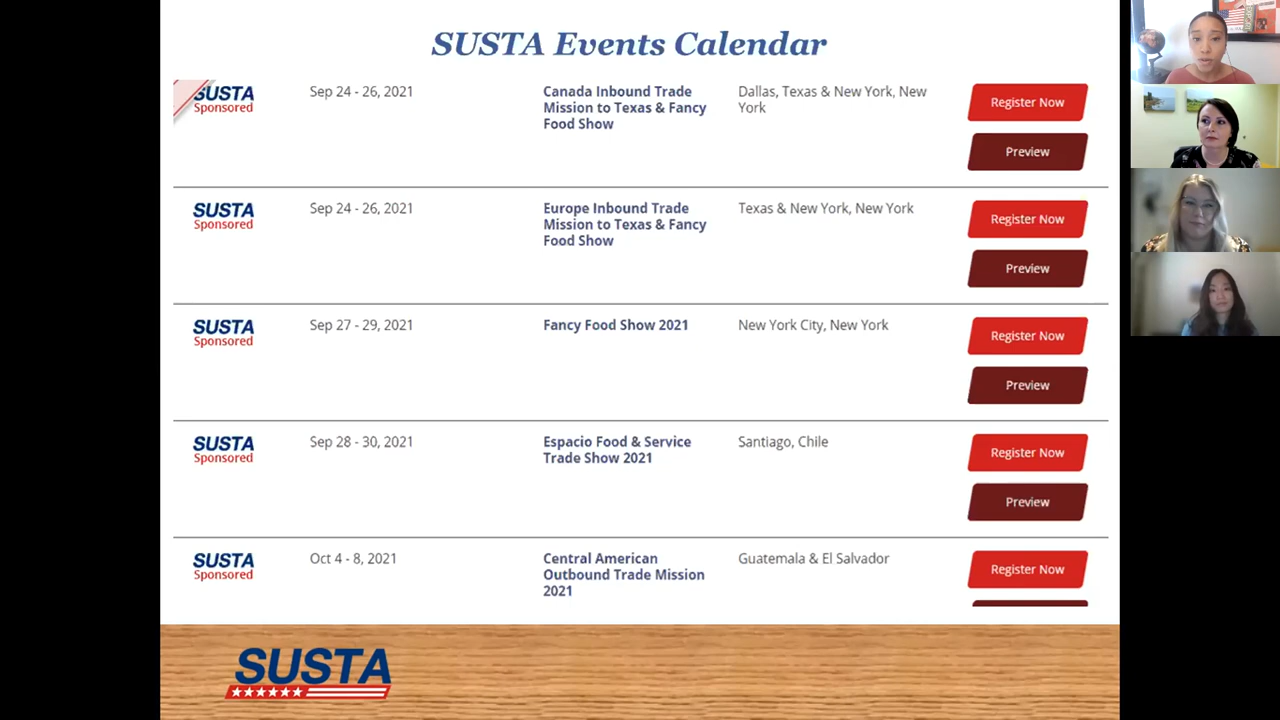 SUSTA Events Calendar
SUSTA
Sponsored
Sep 24 - 26, 2021
Canada Inbound Trade
Mission to Texas & Fancy
Food Show
Dallas, Texas & New York, New
York
Register Now
Preview
SUSTA
Sponsored
Sep 24 - 26, 2021
Europe Inbound Trade
Mission to Texas & Fancy
Food Show
Texas & New York, New York
Register Now
Preview
SUSTA
Sponsored
Sep 27 - 29, 2021
Fancy Food Show 2021
New York City, New York
Register Now
Preview
SUSTA
Sponsored
Sep 28 - 30, 2021
Espacio Food & Service
Trade Show 2021
Santiago, Chile
Register Now
Preview
SUSTA
Sponsored
Oct 4 - 8, 2021
Central American
Outbound Trade Mission
2021
Guatemala & El Salvador
Register Now
SUSTA